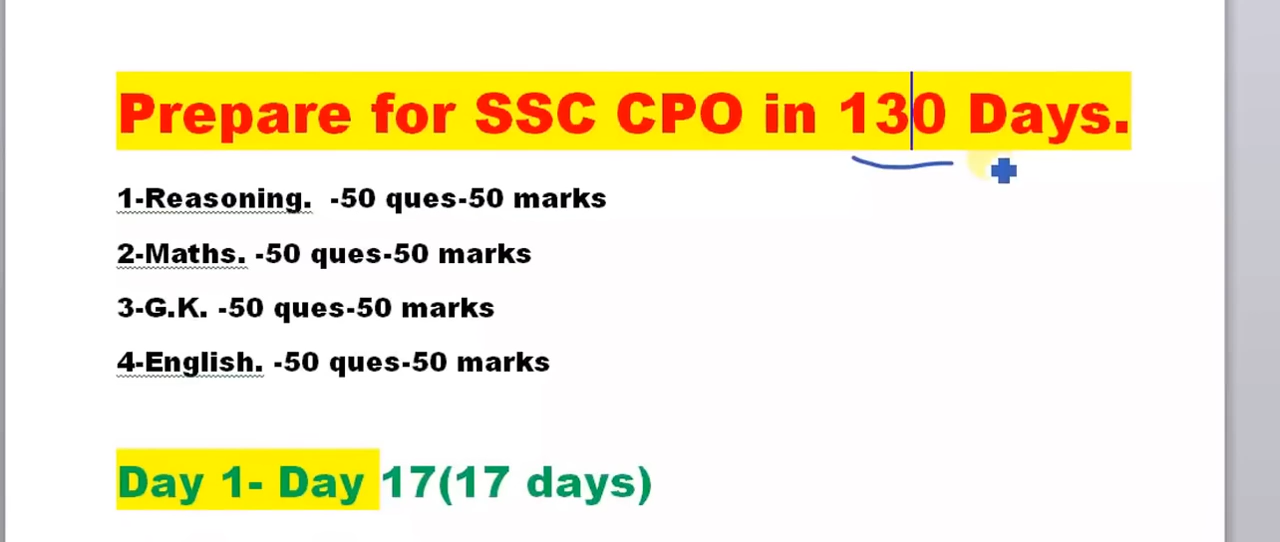 Prepare for SSC CPO in 130 Days.
1-Reasoning. -50 ques-50 marks
2-Maths. -50 ques-50 marks
3-G.K. -50 ques-50 marks
4-English. -50 ques-50 marks
Day 1- Day 17(17 days)